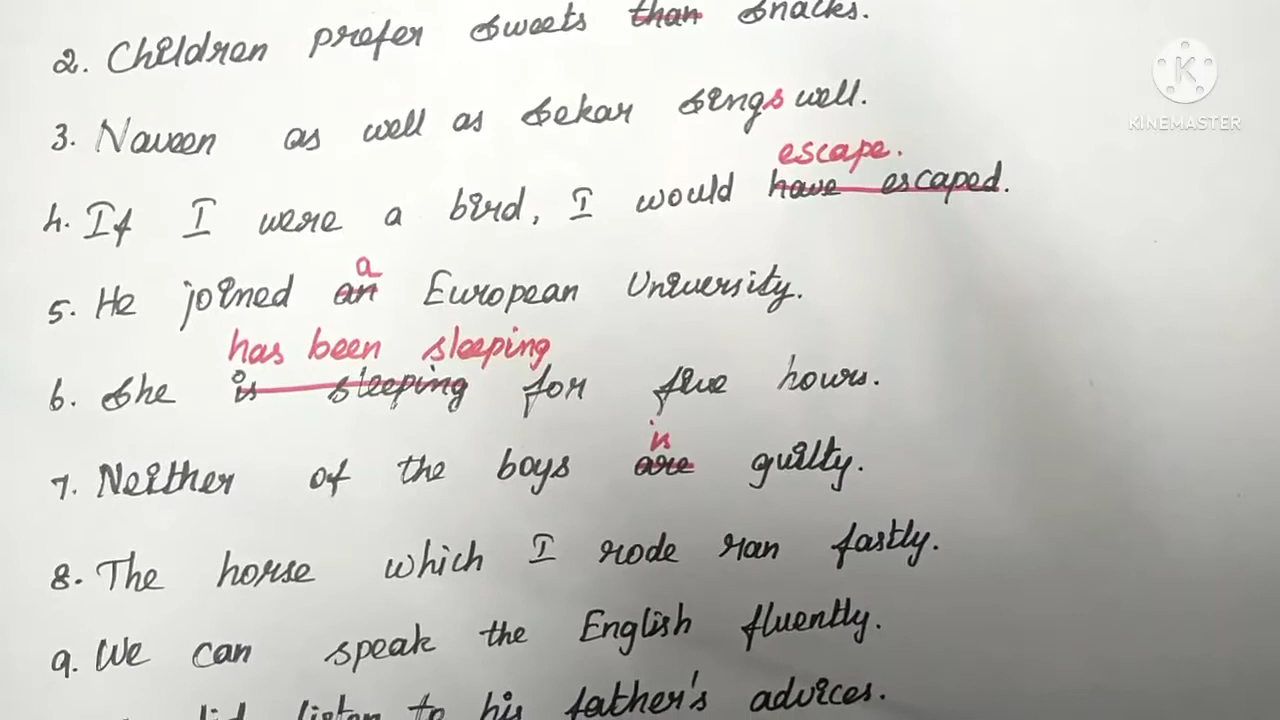 2. Children prefer sweets than snacks.
3. Naveen as well as Sekar sings well.
escape.
4. If I were a bird, I would have escaped.
a
5. He joined an European University.
has been sleeping
6. She is sleeping for five hours.
is
7. Neither of the boys are guilty.
8. The horse which I rode ran fastly.
9. We can speak the English fluently.
did listen to his father's advices.
KINEMASTER